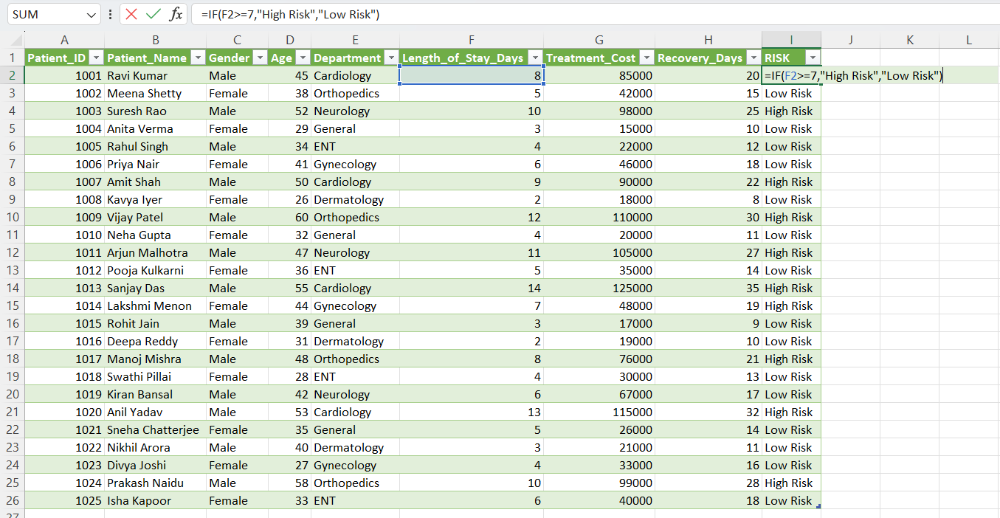 SUM fx =IF(F2>=7,"High Risk","Low Risk")
A B C D E F G H I J K L
1 Patient_ID Patient_Name Gender Age Department Length_of_Stay_Days Treatment_Cost Recovery_Days RISK
2 1001 Ravi Kumar Male 45 Cardiology 8 85000 20 =IF(F2>=7,"High Risk","Low Risk")
3 1002 Meena Shetty Female 38 Orthopedics 5 42000 15 Low Risk
4 1003 Suresh Rao Male 52 Neurology 10 98000 25 High Risk
5 1004 Anita Verma Female 29 General 3 15000 10 Low Risk
6 1005 Rahul Singh Male 34 ENT 4 22000 12 Low Risk
7 1006 Priya Nair Female 41 Gynecology 6 46000 18 Low Risk
8 1007 Amit Shah Male 50 Cardiology 9 90000 22 High Risk
9 1008 Kavya Iyer Female 26 Dermatology 2 18000 8 Low Risk
10 1009 Vijay Patel Male 60 Orthopedics 12 110000 30 High Risk
11 1010 Neha Gupta Female 32 General 4 20000 11 Low Risk
12 1011 Arjun Malhotra Male 47 Neurology 11 105000 27 High Risk
13 1012 Pooja Kulkarni Female 36 ENT 5 35000 14 Low Risk
14 1013 Sanjay Das Male 55 Cardiology 14 125000 35 High Risk
15 1014 Lakshmi Menon Female 44 Gynecology 7 48000 19 High Risk
16 1015 Rohit Jain Male 39 General 3 17000 9 Low Risk
17 1016 Deepa Reddy Female 31 Dermatology 2 19000 10 Low Risk
18 1017 Manoj Mishra Male 48 Orthopedics 8 76000 21 High Risk
19 1018 Swathi Pillai Female 28 ENT 4 30000 13 Low Risk
20 1019 Kiran Bansal Male 42 Neurology 6 67000 17 Low Risk
21 1020 Anil Yadav Male 53 Cardiology 13 115000 32 High Risk
22 1021 Sneha Chatterjee Female 35 General 5 26000 14 Low Risk
23 1022 Nikhil Arora Male 40 Dermatology 3 21000 11 Low Risk
24 1023 Divya Joshi Female 27 Gynecology 4 33000 16 Low Risk
25 1024 Prakash Naidu Male 58 Orthopedics 10 99000 28 High Risk
26 1025 Isha Kapoor Female 33 ENT 6 40000 18 Low Risk
27